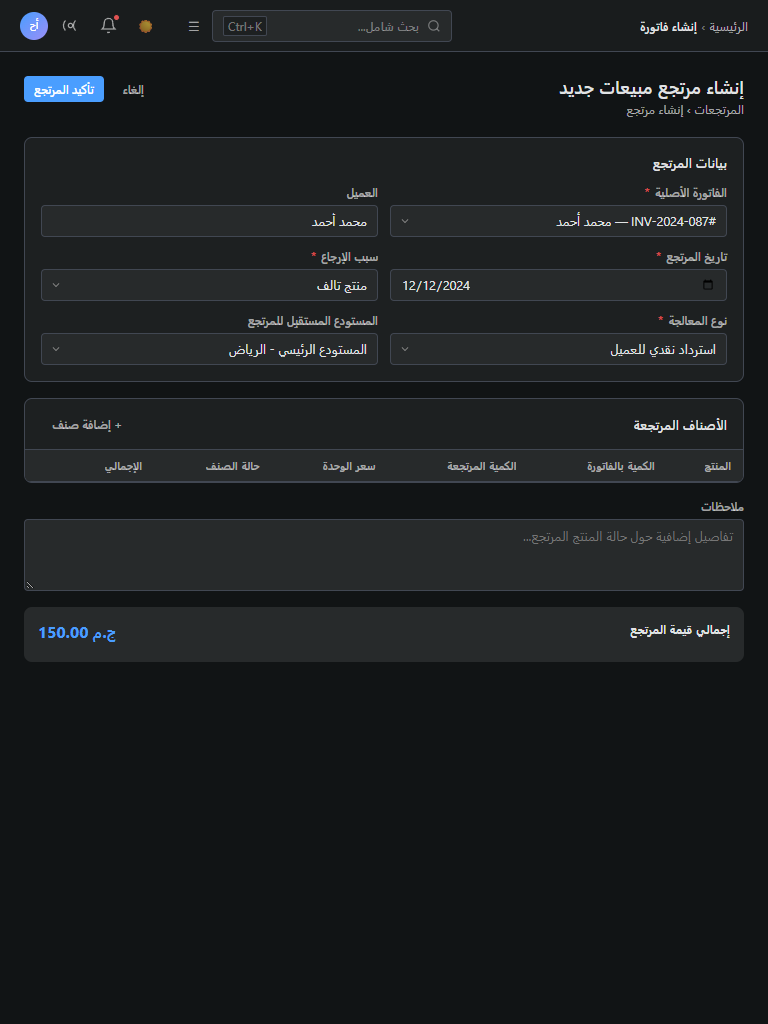 الرئيسية › إنشاء فاتورة
بحث شامل... Ctrl+K
☰
أح
إنشاء مرتجع مبيعات جديد
المرتجعات › إنشاء مرتجع
إلغاء
تأكيد المرتجع
بيانات المرتجع
الفاتورة الأصلية *
#INV-2024-087 — محمد أحمد
العميل
محمد أحمد
تاريخ المرتجع *
12/12/2024
سبب الإرجاع *
منتج تالف
نوع المعالجة *
استرداد نقدي للعميل
المستودع المستقبل للمرتجع
المستودع الرئيسي - الرياض
الأصناف المرتجعة
+ إضافة صنف
المنتج الكمية بالفاتورة الكمية المرتجعة سعر الوحدة حالة الصنف الإجمالي
ملاحظات
تفاصيل إضافية حول حالة المنتج المرتجع...
إجمالي قيمة المرتجع
ج.م 150.00